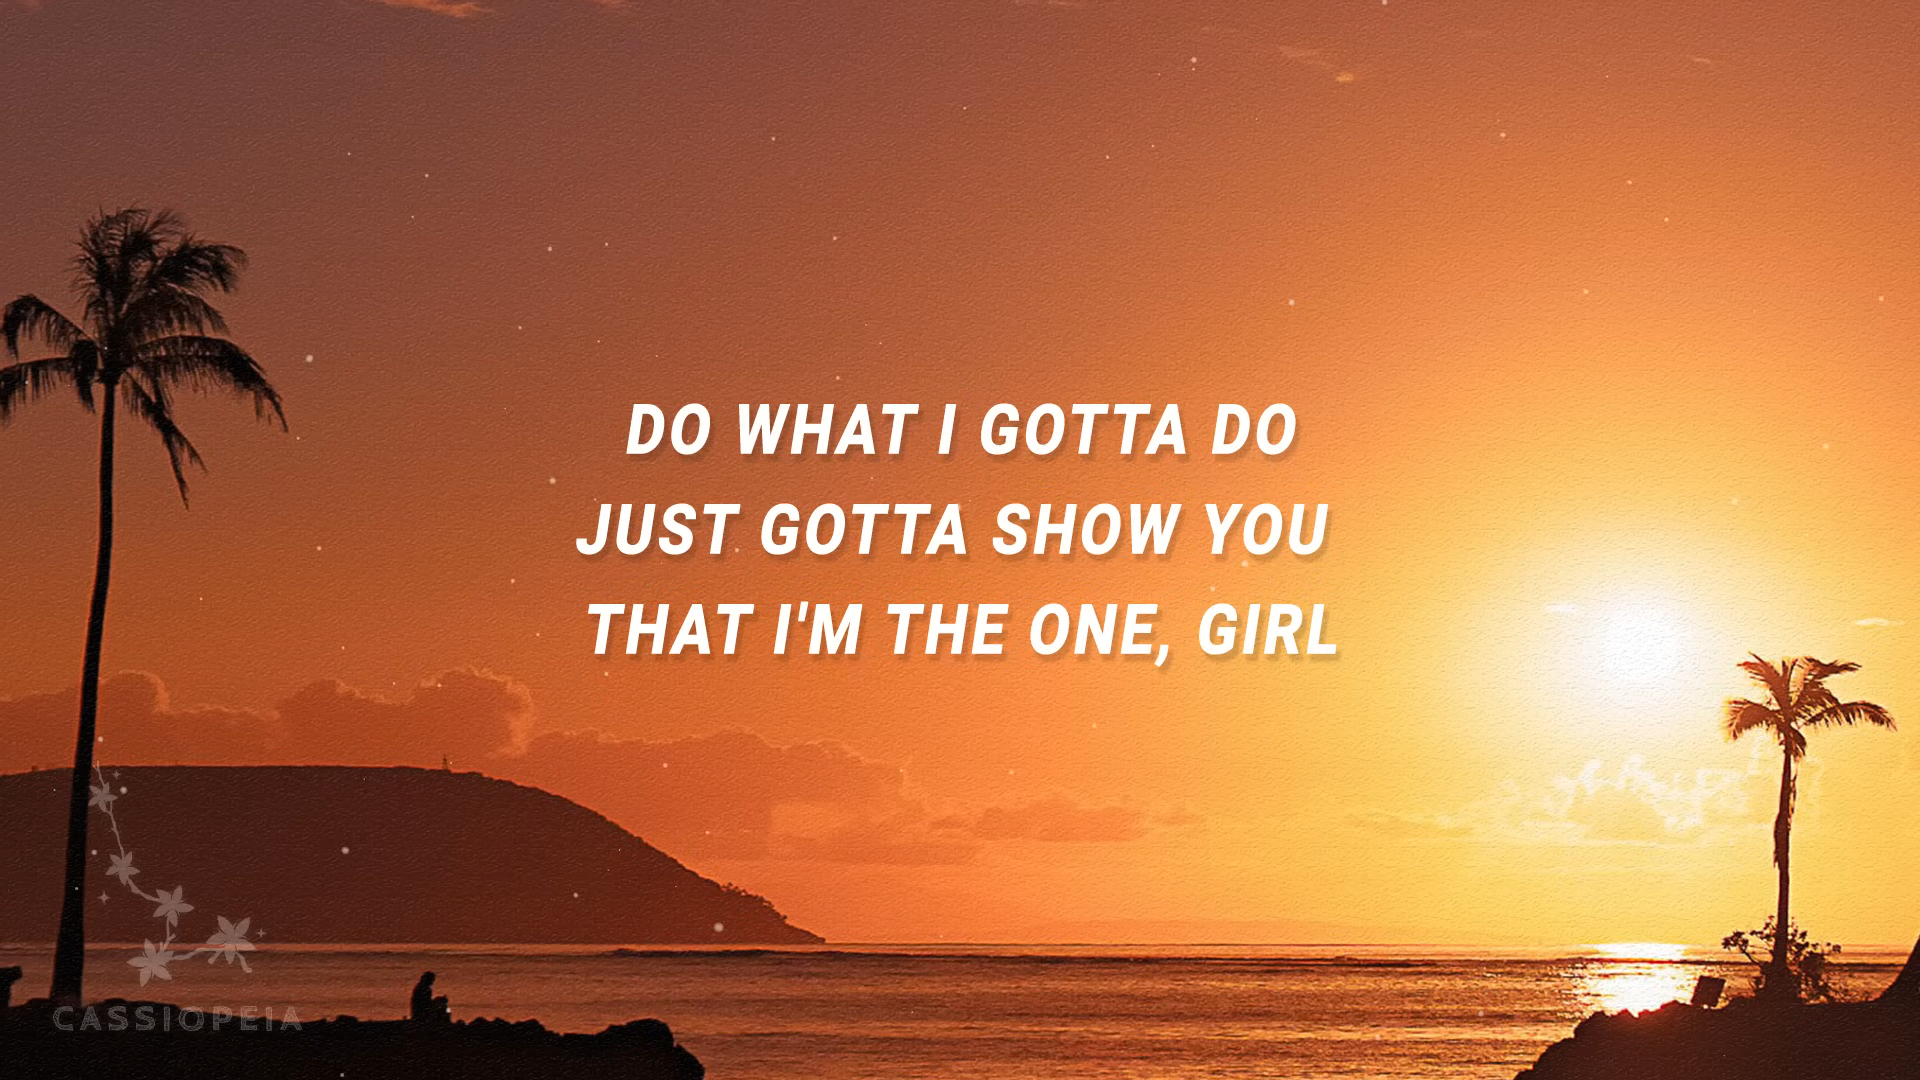 DO WHAT I GOTTA DO
JUST GOTTA SHOW YOU
THAT I'M THE ONE, GIRL
CASSIOPEIA